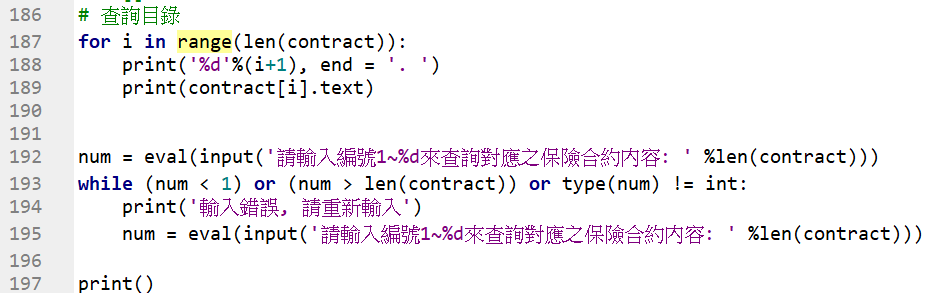 186 # 查詢目錄
187 for i in range(len(contract)):
188     print('%d'%(i+1), end = '. ')
189     print(contract[i].text)
190
191
192 num = eval(input('請輸入編號1~%d來查詢對應之保險合約內容: ' %len(contract)))
193 while (num < 1) or (num > len(contract)) or type(num) != int:
194     print('輸入錯誤, 請重新輸入')
195     num = eval(input('請輸入編號1~%d來查詢對應之保險合約內容: ' %len(contract)))
196
197 print()